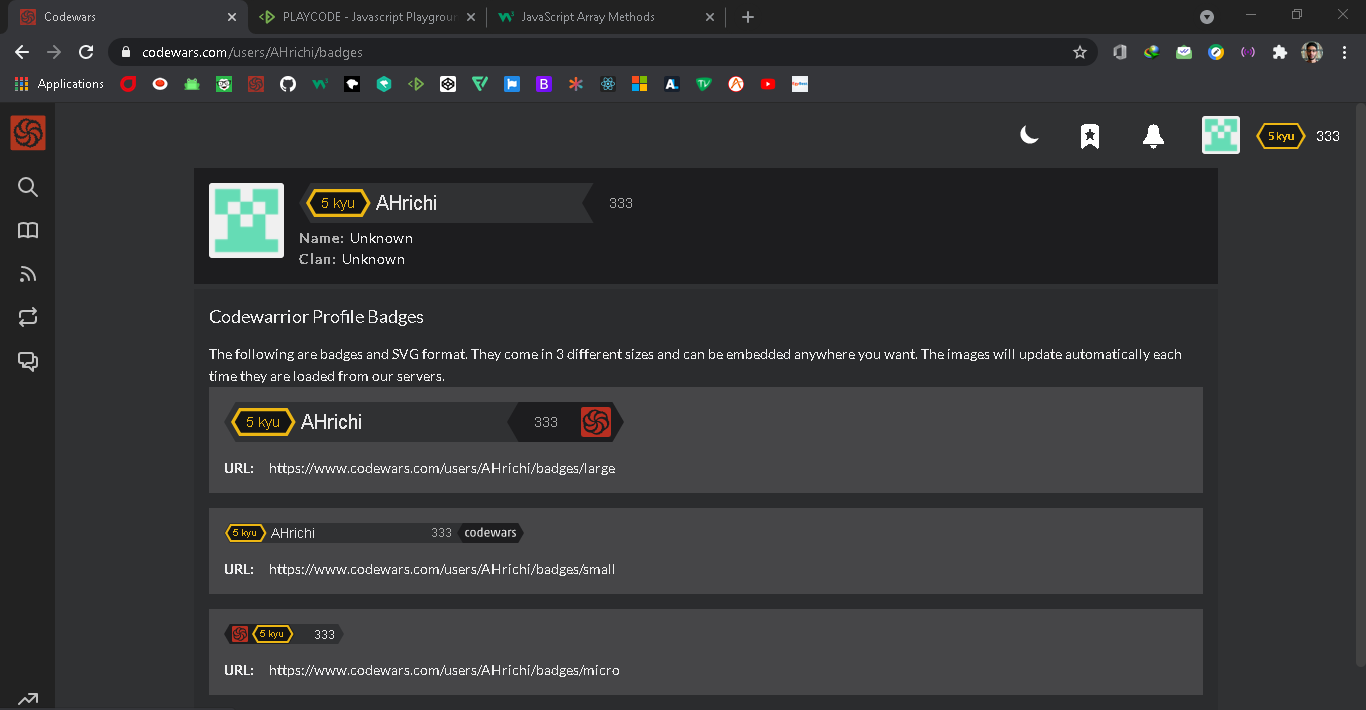 Codewars
PLAYCODE - Javascript Playgroun
JavaScript Array Methods
codewars.com/users/AHrichi/badges
Applications
5 kyu 333
5 kyu AHrichi 333
Name: Unknown
Clan: Unknown
Codewarrior Profile Badges
The following are badges and SVG format. They come in 3 different sizes and can be embedded anywhere you want. The images will update automatically each
time they are loaded from our servers.
5 kyu AHrichi 333
URL: https://www.codewars.com/users/AHrichi/badges/large
5 kyu AHrichi 333 codewars
URL: https://www.codewars.com/users/AHrichi/badges/small
5 kyu 333
URL: https://www.codewars.com/users/AHrichi/badges/micro